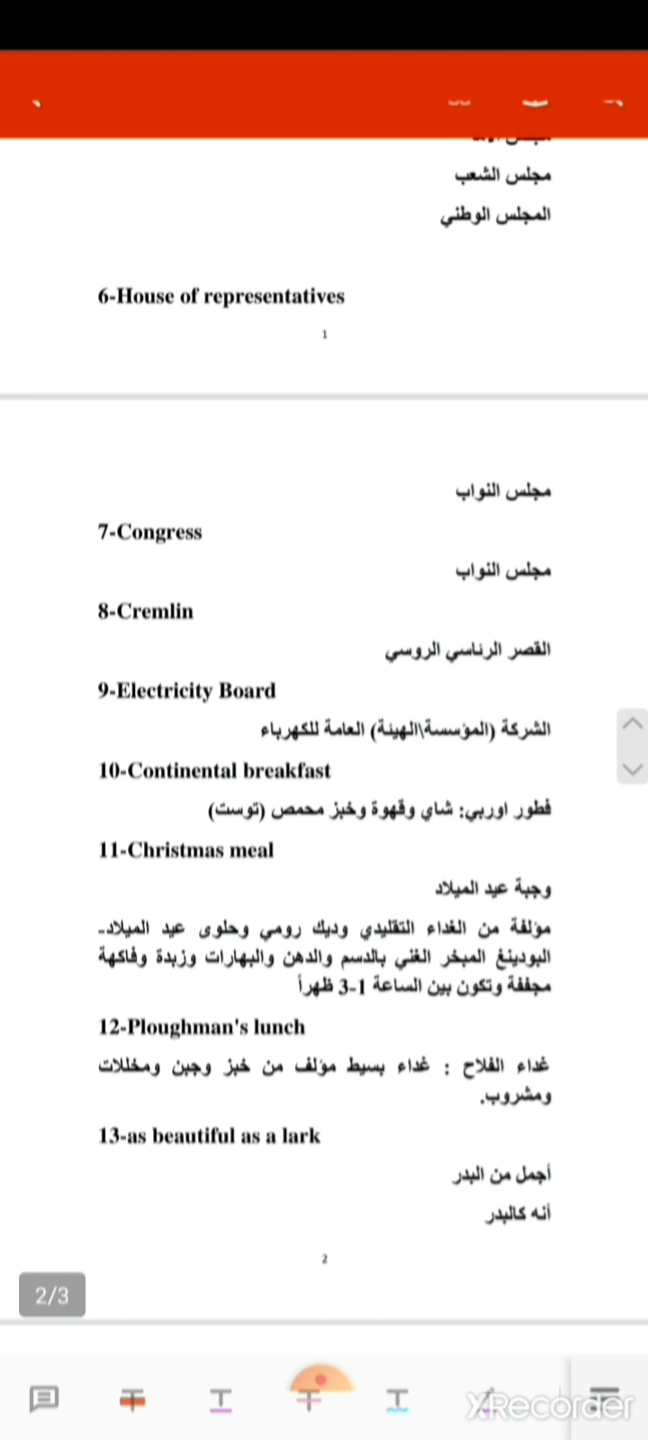 مجلس الشعب
المجلس الوطني
6-House of representatives
1
مجلس النواب
7-Congress
مجلس النواب
8-Cremlin
القصر الرئاسي الروسي
9-Electricity Board
الشركة (المؤسسة\الهيئة) العامة للكهرباء
10-Continental breakfast
فطور اوربي: شاي وقهوة وخبز محمص (توست)
11-Christmas meal
وجبة عيد الميلاد
مؤلفة من الغداء التقليدي وديك رومي وحلوى عيد الميلاد-
البودينغ المبخر الغني بالدسم والدهن والبهارات وزبدة وفاكهة
مجففة وتكون بين الساعة 1-3 ظهراً
12-Ploughman's lunch
غداء الفلاح : غداء بسيط مؤلف من خبز وجبن ومخللات
ومشروب.
13-as beautiful as a lark
أجمل من البدر
أنه كالبدر
2
2/3
XRecorder